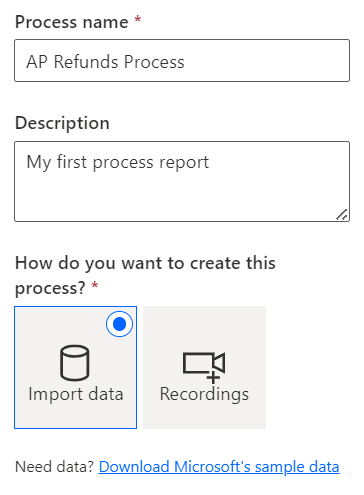 Process name *
AP Refunds Process
Description
My first process report
How do you want to create this
process? *
Import data
Recordings
Need data? Download Microsoft's sample data